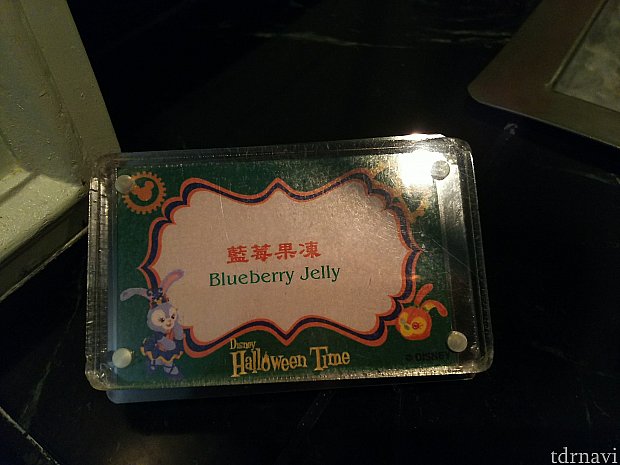 藍莓果凍
Blueberry Jelly
Disney
Halloween Time
© DISNEY
tdrnavi